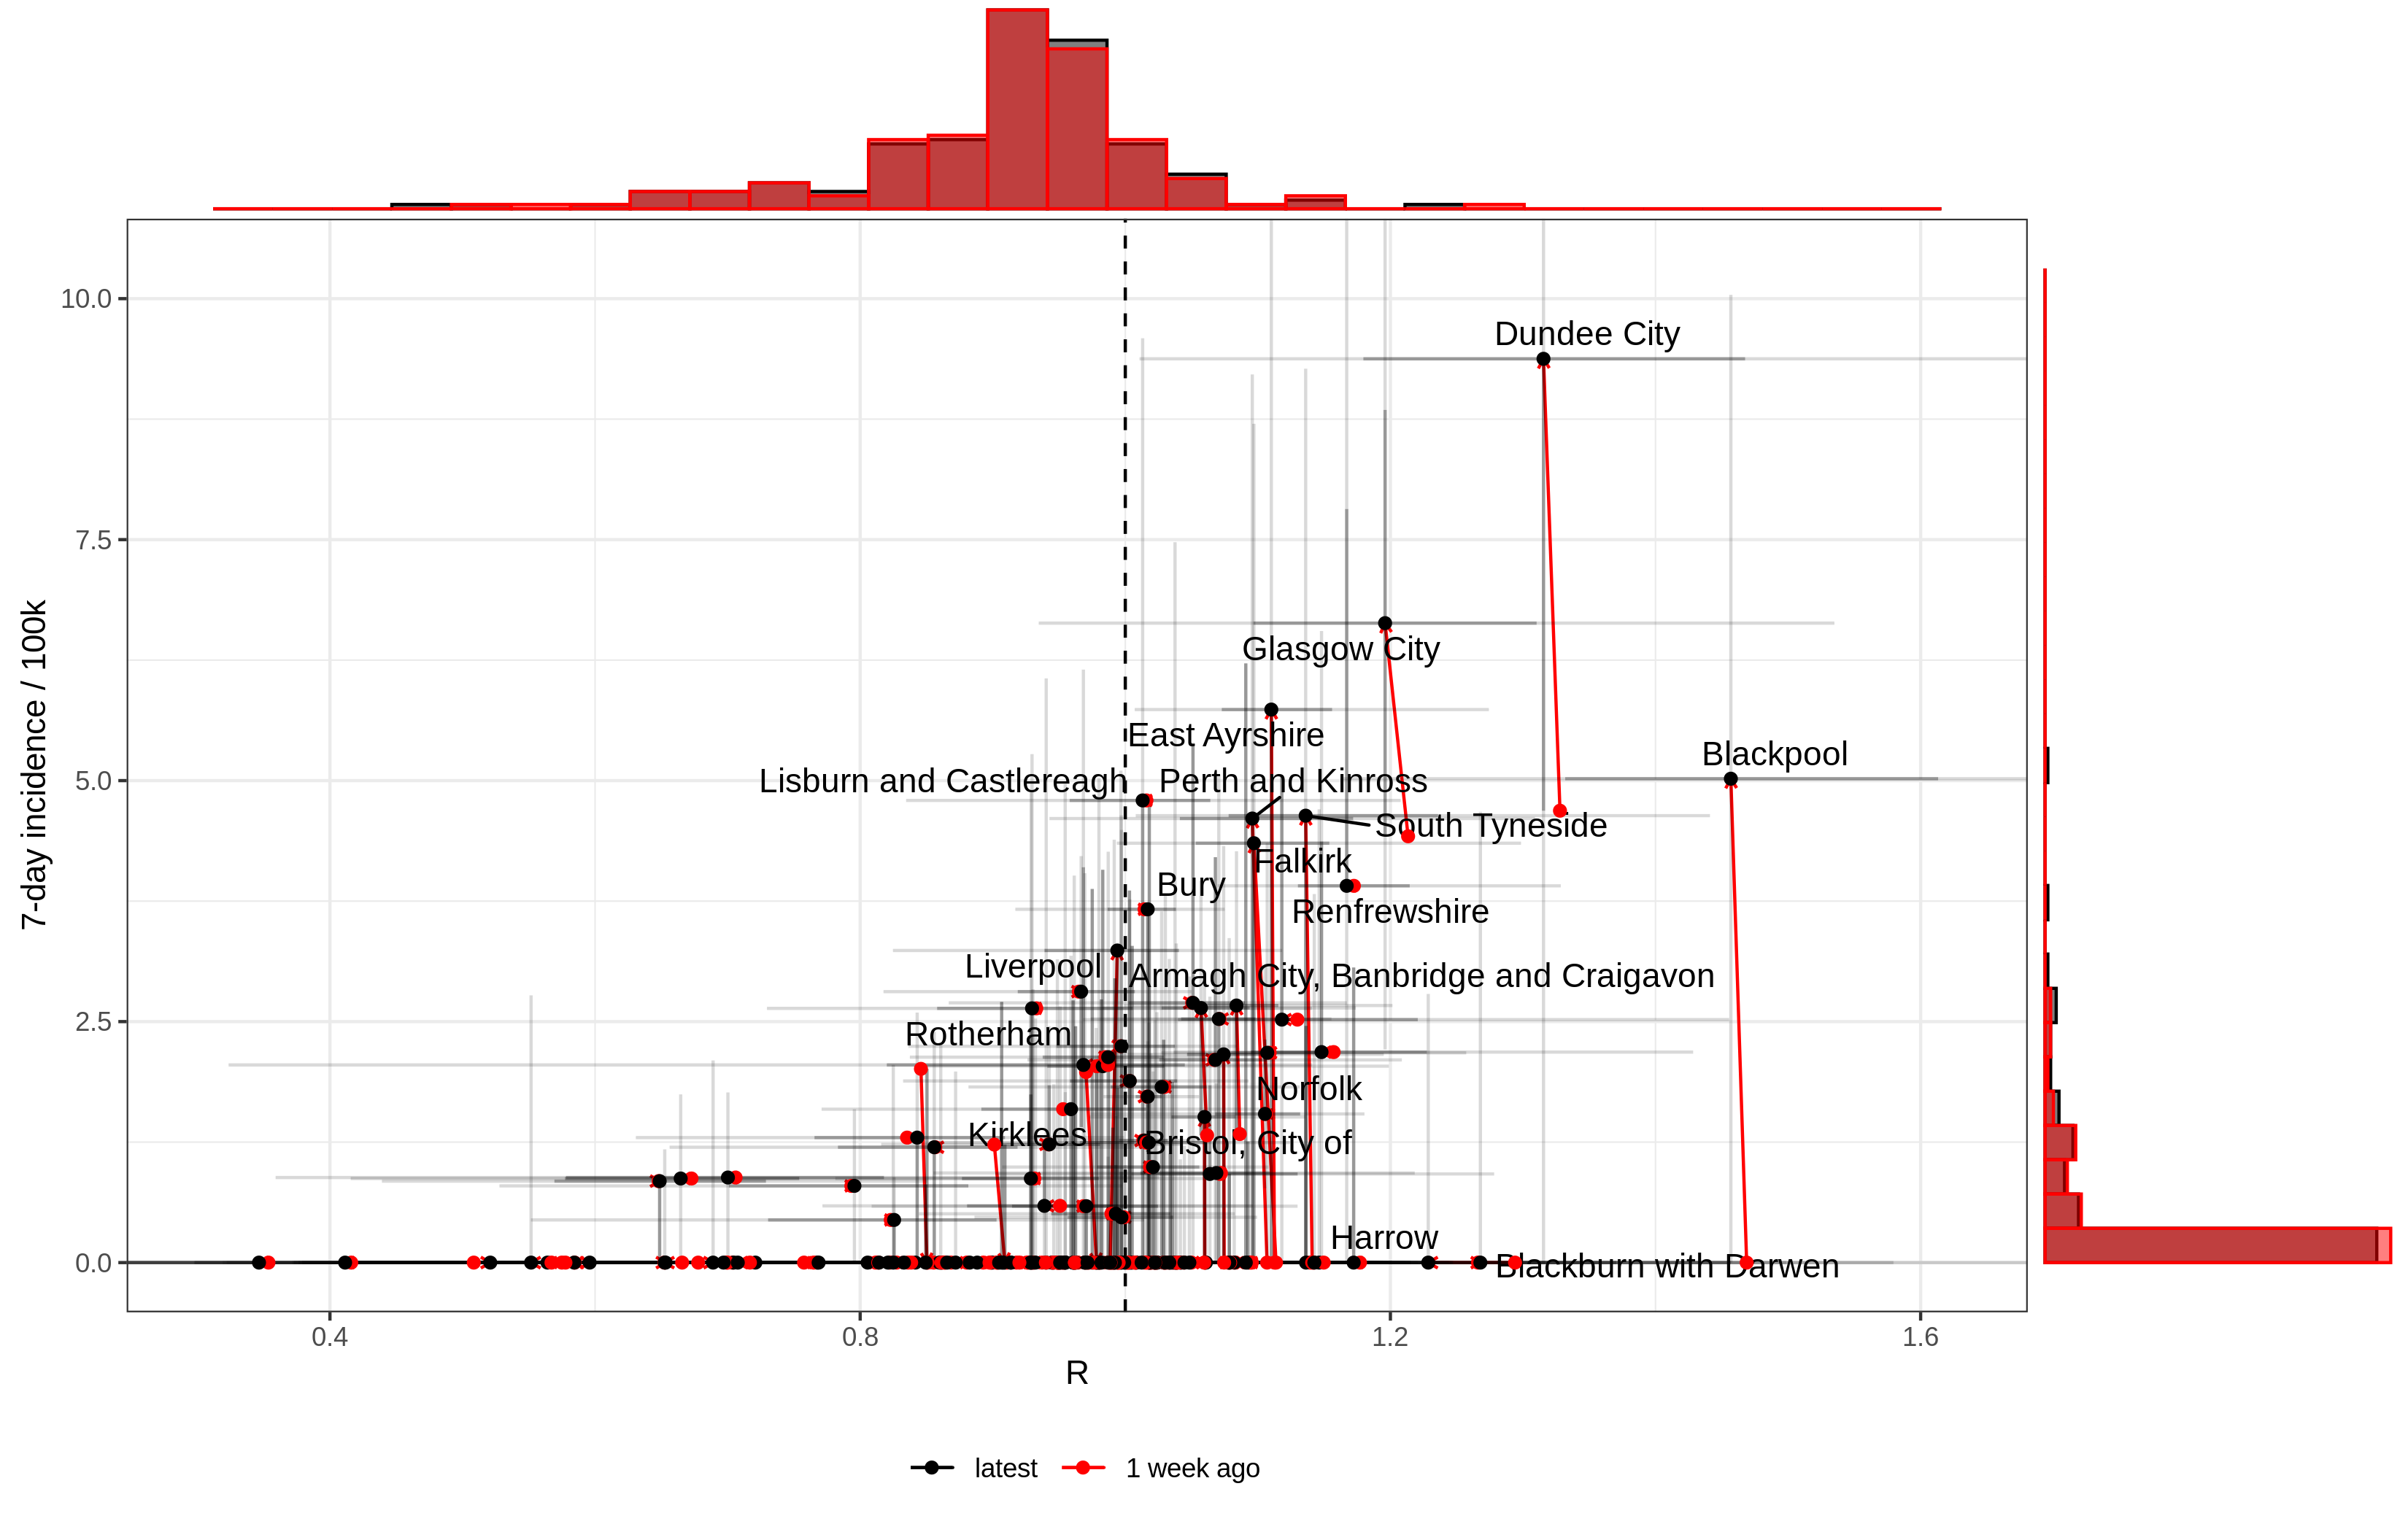 10.0
7.5
5.0
2.5
0.0
7-day incidence / 100k
Dundee City
Glasgow City
East Ayrshire
Blackpool
Lisburn and Castlereagh
Perth and Kinross
South Tyneside
Falkirk
Bury
Renfrewshire
Liverpool
Armagh City, Banbridge and Craigavon
Rotherham
Norfolk
Kirklees
Bristol, City of
Harrow
Blackburn with Darwen
0.4
0.8
1.2
1.6
R
latest
1 week ago